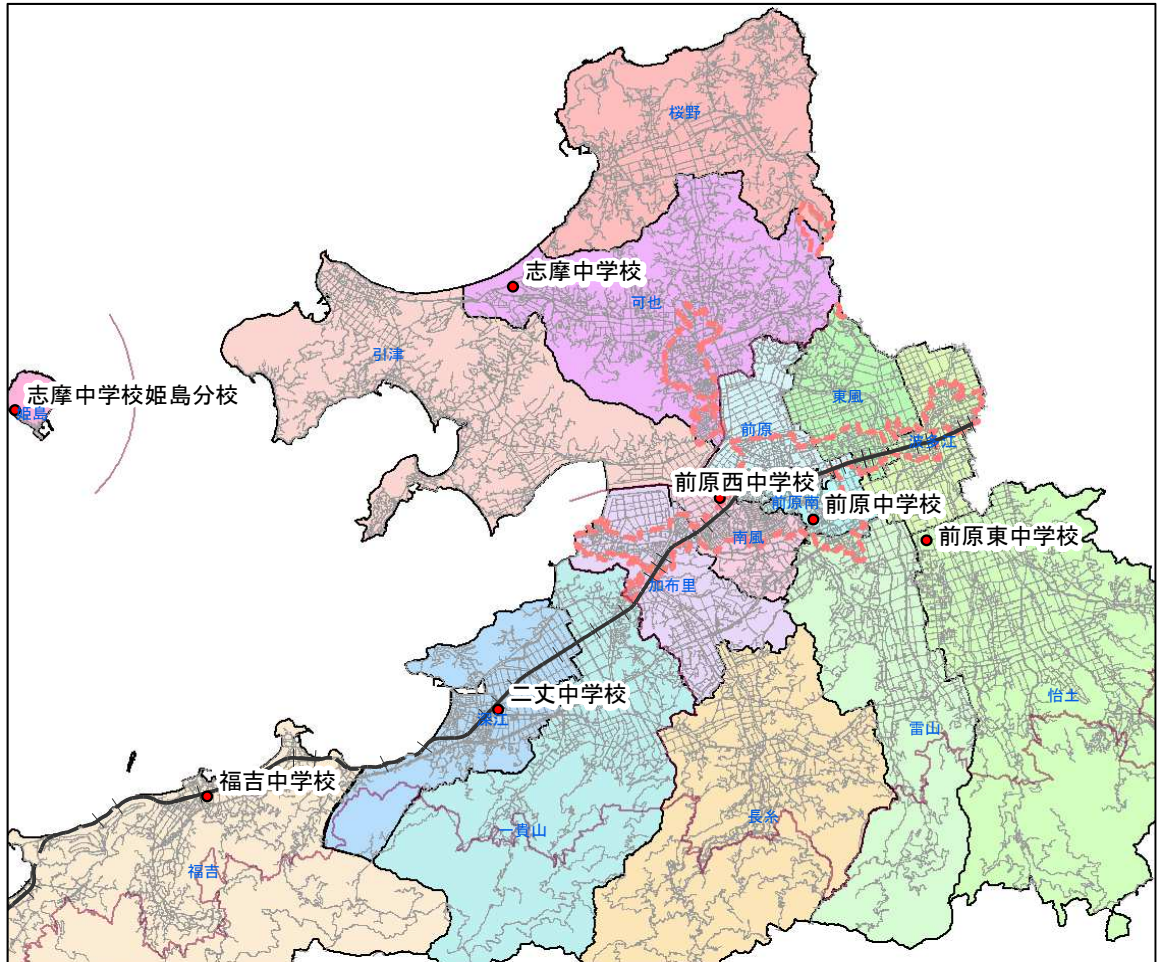 桜野
志摩中学校
可也
引津
志摩中学校姫島分校
姫島
東風
前原
波多江
前原西中学校
前原南
前原中学校
前原東中学校
南風
加布里
二丈中学校
深江
怡土
雷山
福吉中学校
一貴山
長糸
福吉